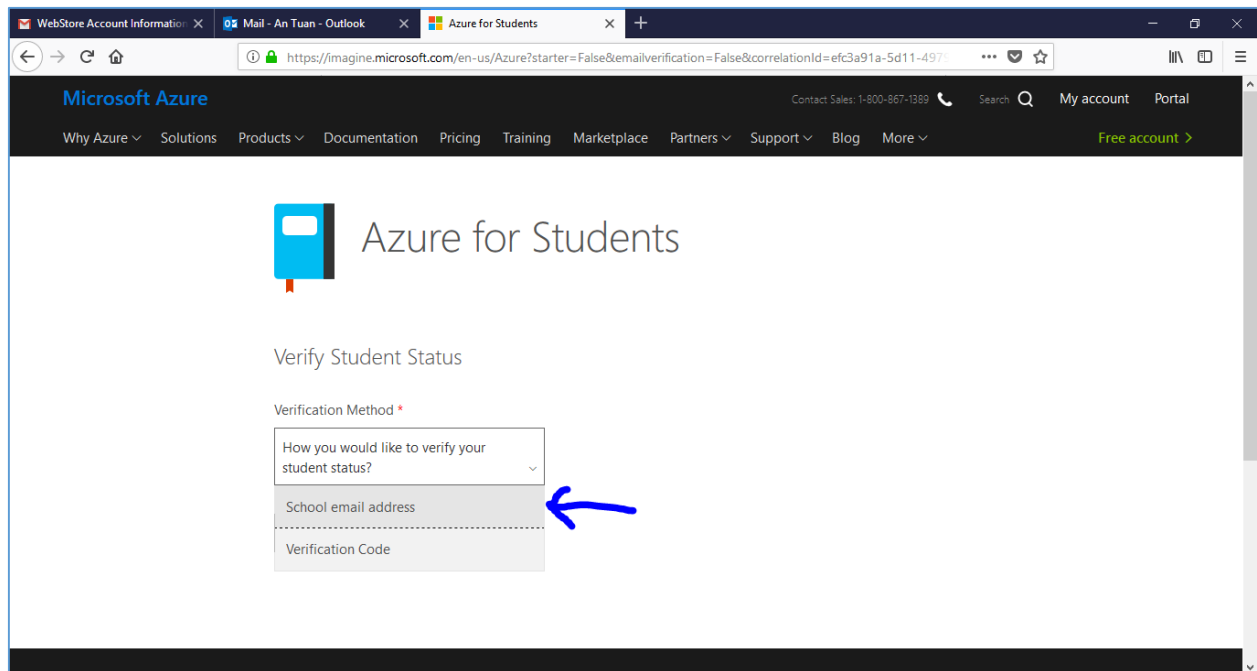 WebStore Account Information
Mail - An Tuan - Outlook
Azure for Students
https://imagine.microsoft.com/en-us/Azure?starter=False&emailverification=False&correlationId=efc3a91a-5d11-497
Microsoft Azure
Contact Sales: 1-800-867-1389
Search
My account
Portal
Why Azure
Solutions
Products
Documentation
Pricing
Training
Marketplace
Partners
Support
Blog
More
Free account
Azure for Students
Verify Student Status
Verification Method *
How you would like to verify your
student status?
School email address
Verification Code